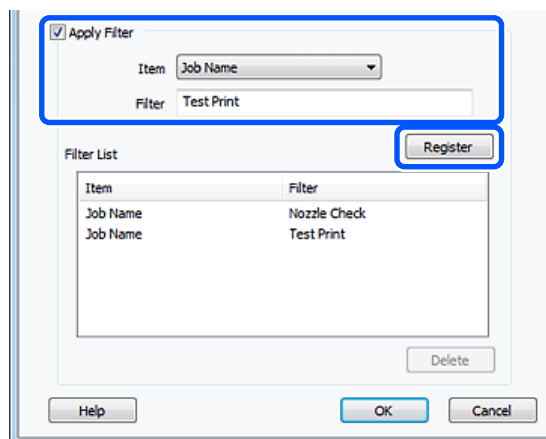 Apply Filter
Item Job Name
Filter Test Print
Register
Filter List
Item Filter
Job Name Nozzle Check
Job Name Test Print
Delete
Help OK Cancel